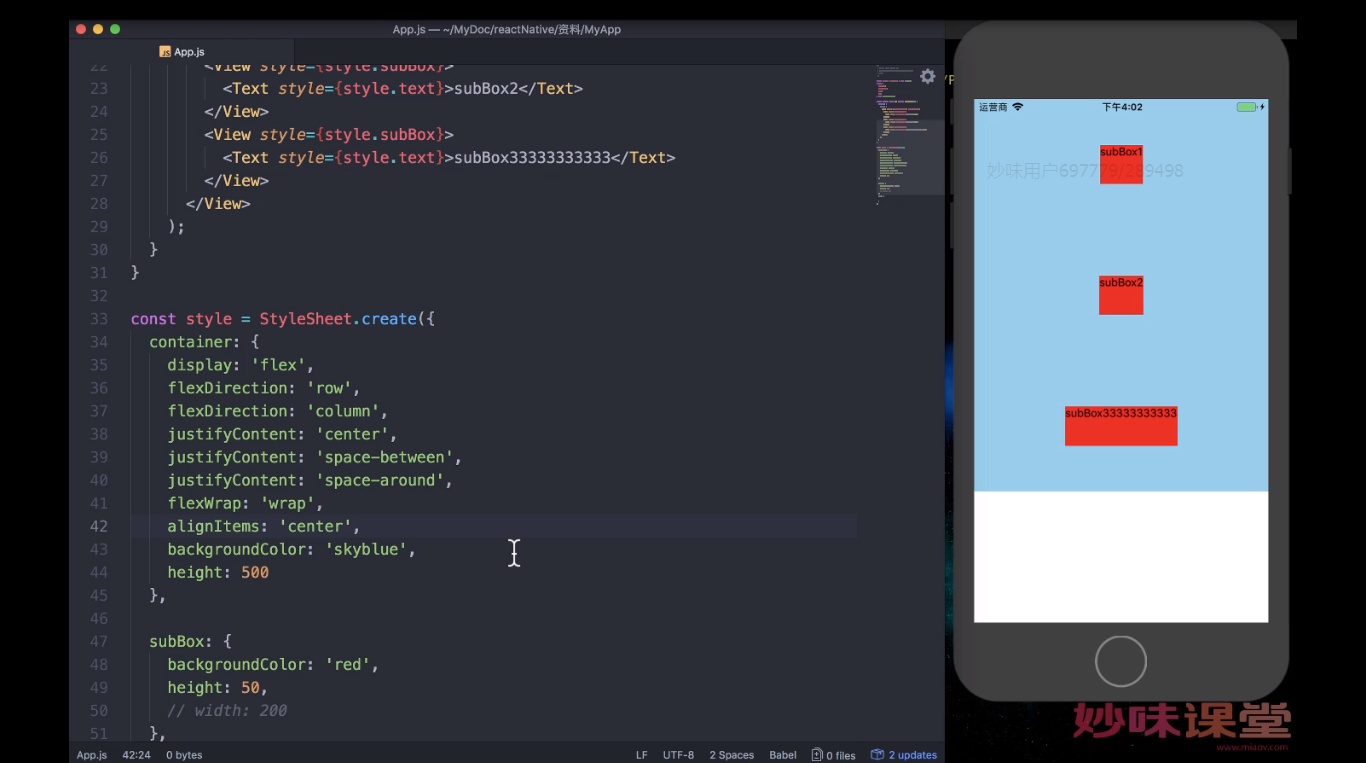 App.js — ~/MyDoc/reactNative/资料/MyApp
App.js
22 <View style={style.subBox}>
23 <Text style={style.text}>subBox2</Text>
24 </View>
25 <View style={style.subBox}>
26 <Text style={style.text}>subBox33333333333</Text>
27 </View>
28 </View>
29 );
30 }
31 }
32
33 const style = StyleSheet.create({
34 container: {
35 display: 'flex',
36 flexDirection: 'row',
37 flexDirection: 'column',
38 justifyContent: 'center',
39 justifyContent: 'space-between',
40 justifyContent: 'space-around',
41 flexWrap: 'wrap',
42 alignItems: 'center',
43 backgroundColor: 'skyblue',
44 height: 500
45 },
46
47 subBox: {
48 backgroundColor: 'red',
49 height: 50,
50 // width: 200
51 },
App.js 42:24 0 bytes LF UTF-8 2 Spaces Babel 0 files 2 updates
运营商 下午4:02
subBox1
妙味用户697779/289498
subBox2
subBox33333333333
妙味课堂
www.miaov.com